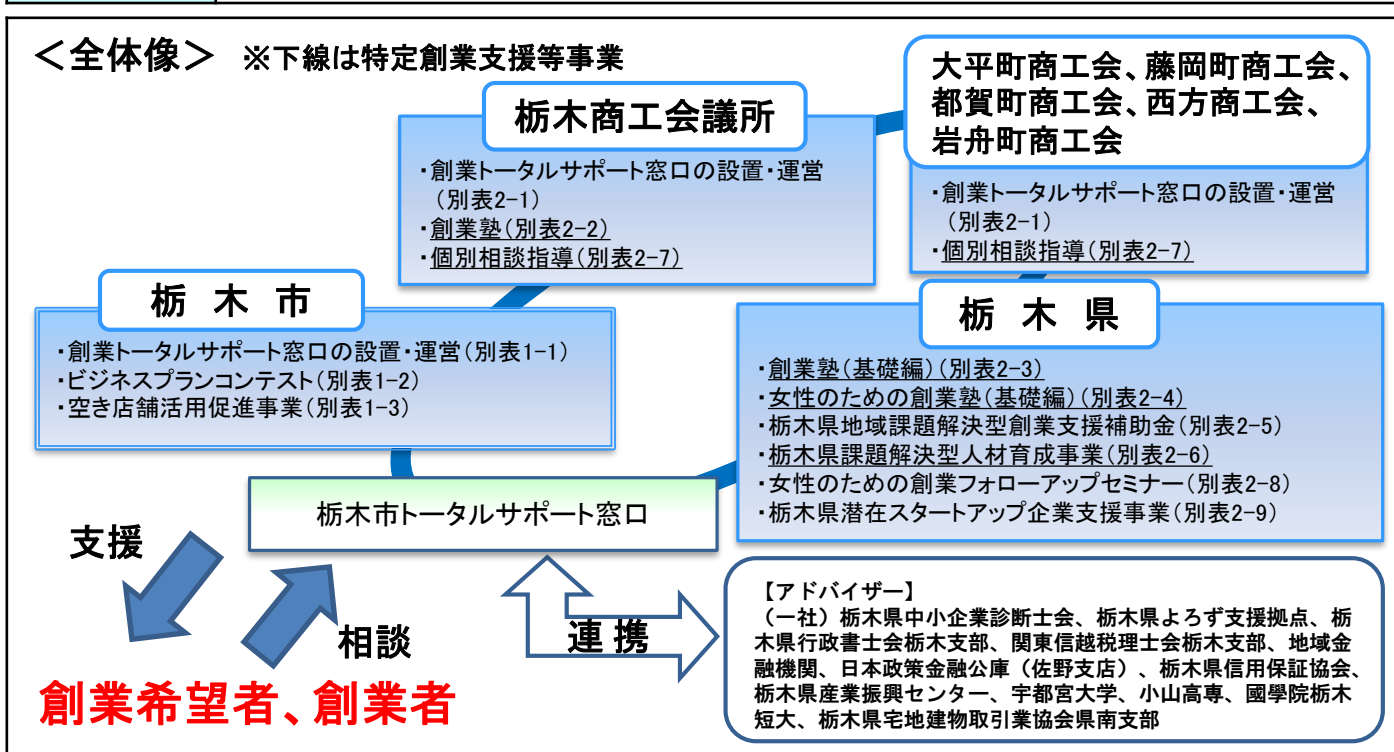 ＜全体像＞ ※下線は特定創業支援等事業
大平町商工会、藤岡町商工会、
都賀町商工会、西方商工会、
岩舟町商工会
・創業トータルサポート窓口の設置・運営
（別表2-1）
・個別相談指導（別表2-7）
栃木商工会議所
・創業トータルサポート窓口の設置・運営
（別表2-1）
・創業塾（別表2-2）
・個別相談指導（別表2-7）
栃 木 市
・創業トータルサポート窓口の設置・運営（別表1-1）
・ビジネスプランコンテスト（別表1-2）
・空き店舗活用促進事業（別表1-3）
栃 木 県
・創業塾（基礎編）（別表2-3）
・女性のための創業塾（基礎編）（別表2-4）
・栃木県地域課題解決型創業支援補助金（別表2-5）
・栃木県課題解決型人材育成事業（別表2-6）
・女性のための創業フォローアップセミナー（別表2-8）
・栃木県潜在スタートアップ企業支援事業（別表2-9）
栃木市トータルサポート窓口
支援
相談
連 携
創業希望者、創業者
【アドバイザー】
（一社）栃木県中小企業診断士会、栃木県よろず支援拠点、栃
木県行政書士会栃木支部、関東信越税理士会栃木支部、地域金
融機関、日本政策金融公庫（佐野支店）、栃木県信用保証協会、
栃木県産業振興センター、宇都宮大学、小山高専、國學院栃木
短大、栃木県宅地建物取引業協会県南支部